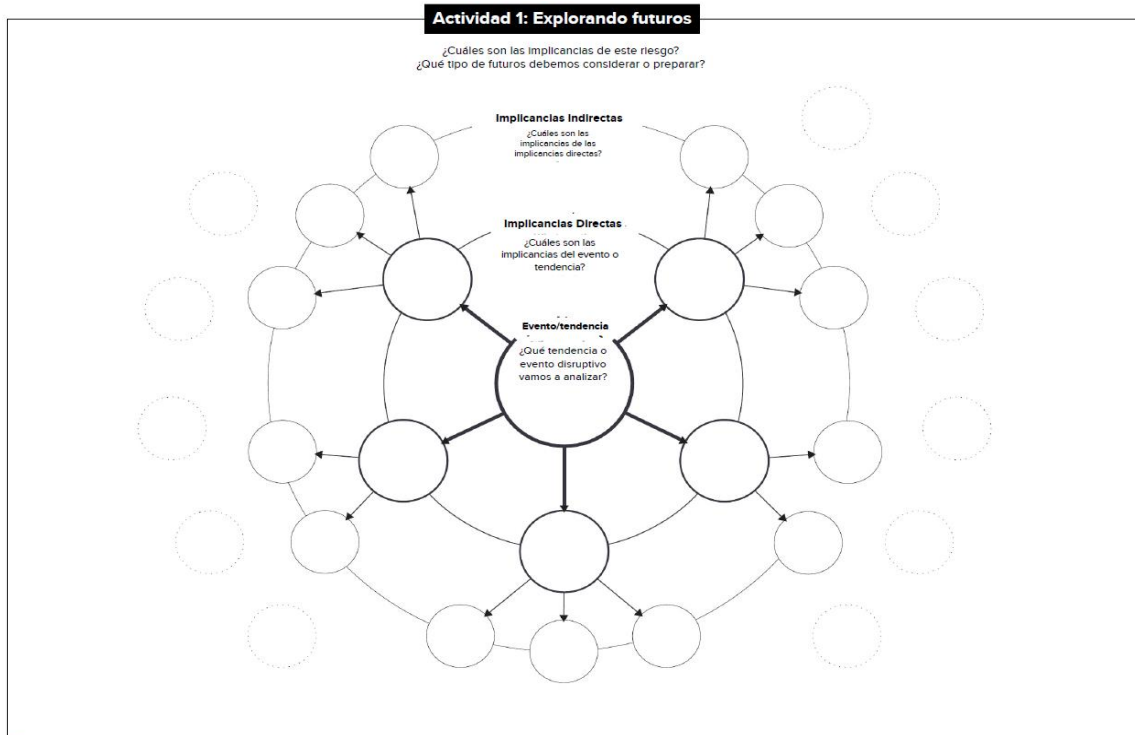 Actividad 1: Explorando futuros
¿Cuáles son las implicancias de este riesgo?
¿Qué tipo de futuros debemos considerar o preparar?
Implicancias Indirectas
¿Cuáles son las
implicancias de las
implicancias directas?
Implicancias Directas
¿Cuáles son las
implicancias del evento o
tendencia?
Evento/tendencia
¿Qué tendencia o
evento disruptivo
vamos a analizar?